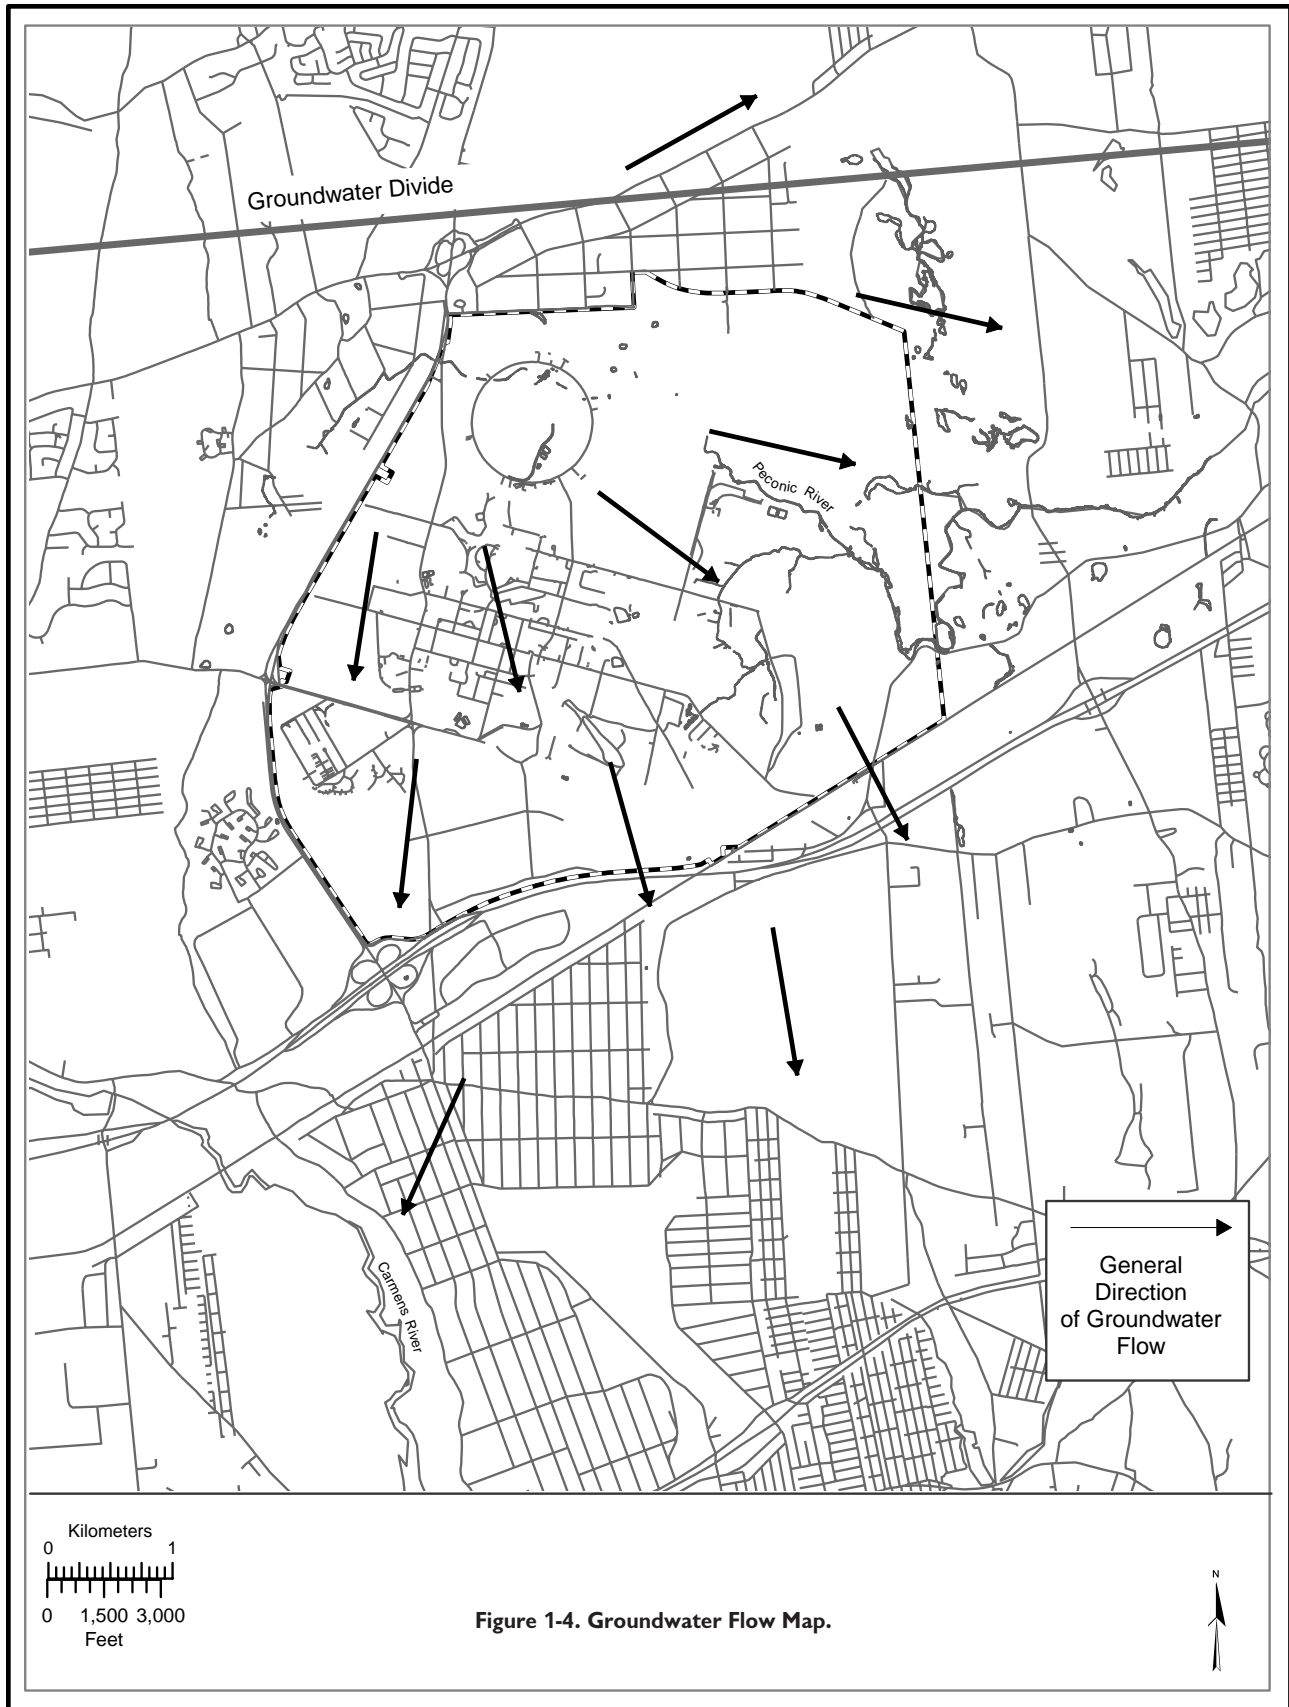 Groundwater Divide
Peconic River
Carmens River
General
Direction
of Groundwater
Flow
Kilometers
0 1
0 1,500 3,000
Feet
Figure 1-4. Groundwater Flow Map.
N